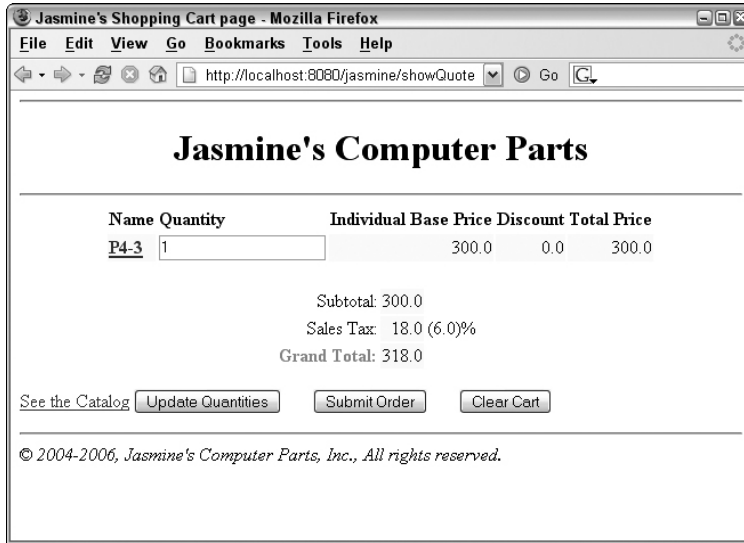 Jasmine's Shopping Cart page - Mozilla Firefox
File Edit View Go Bookmarks Tools Help
http://localhost:8080/jasmine/showQuote Go G
Jasmine's Computer Parts
Name Quantity Individual Base Price Discount Total Price
P4-3 1 300.0 0.0 300.0
Subtotal: 300.0
Sales Tax: 18.0 (6.0)%
Grand Total: 318.0
See the Catalog Update Quantities Submit Order Clear Cart
© 2004-2006, Jasmine's Computer Parts, Inc., All rights reserved.